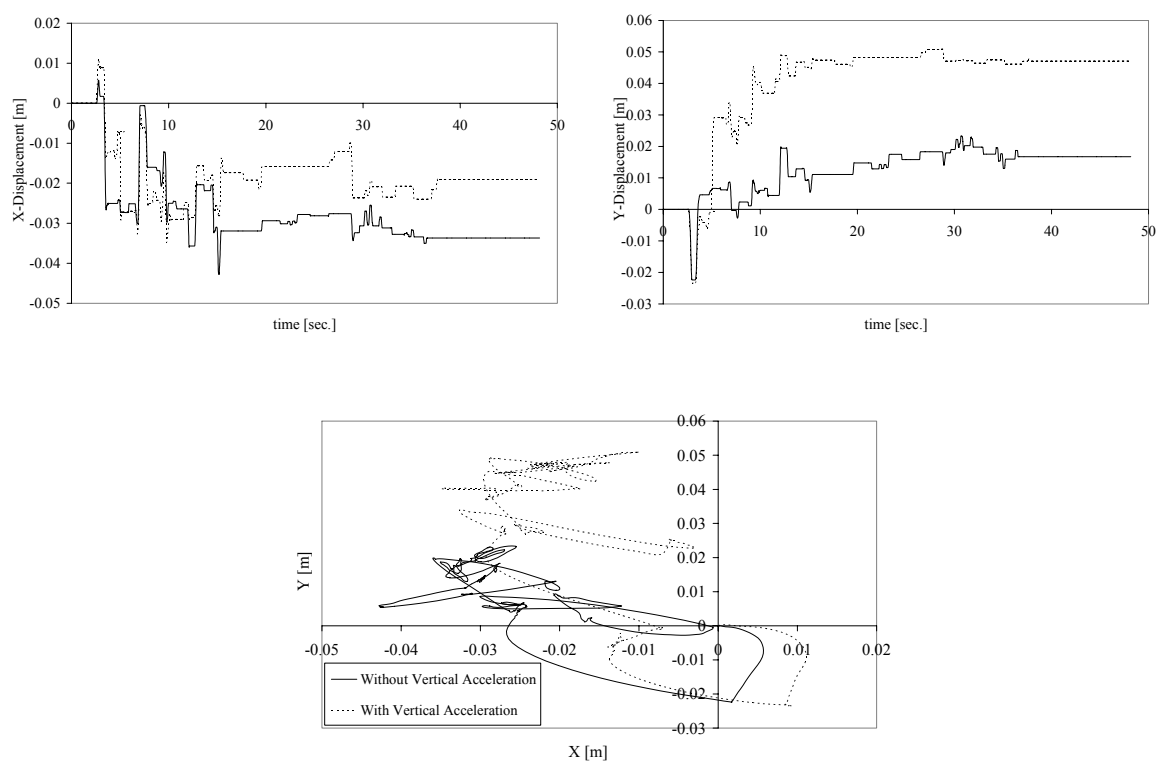 0.02
0.01
0
-0.01
-0.02
-0.03
-0.04
-0.05
0 10 20 30 40 50
X-Displacement [m]
time [sec.]
0.06
0.05
0.04
0.03
0.02
0.01
0
-0.01
-0.02
-0.03
0 10 20 30 40 50
Y-Displacement [m]
time [sec.]
0.06
0.05
0.04
0.03
0.02
0.01
0
-0.01
-0.02
-0.03
-0.05 -0.04 -0.03 -0.02 -0.01 0 0.01 0.02
Y [m]
Without Vertical Acceleration
With Vertical Acceleration
X [m]